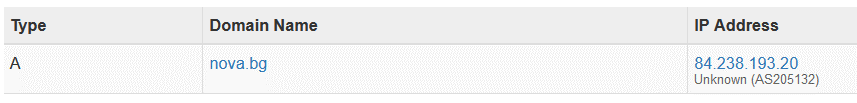 Type Domain Name IP Address
A nova.bg 84.238.193.20
Unknown (AS205132)